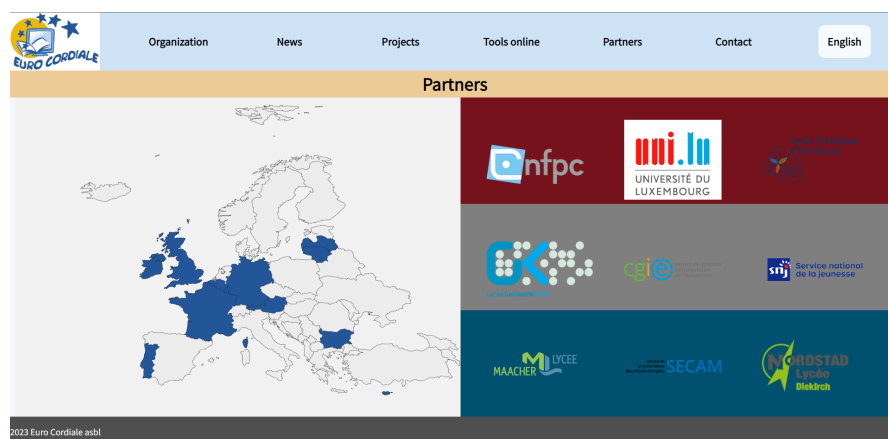 EURO CORDIALE
Organization
News
Projects
Tools online
Partners
Contact
English
Partners
cnfpc
uni.lu
UNIVERSITÉ DU
LUXEMBOURG
cgie
snj
Service national
de la jeunesse
MAACHER
LYCEE
SECAM
NORDSTAD
Lycée
Diekirch
2023 Euro Cordiale asbl